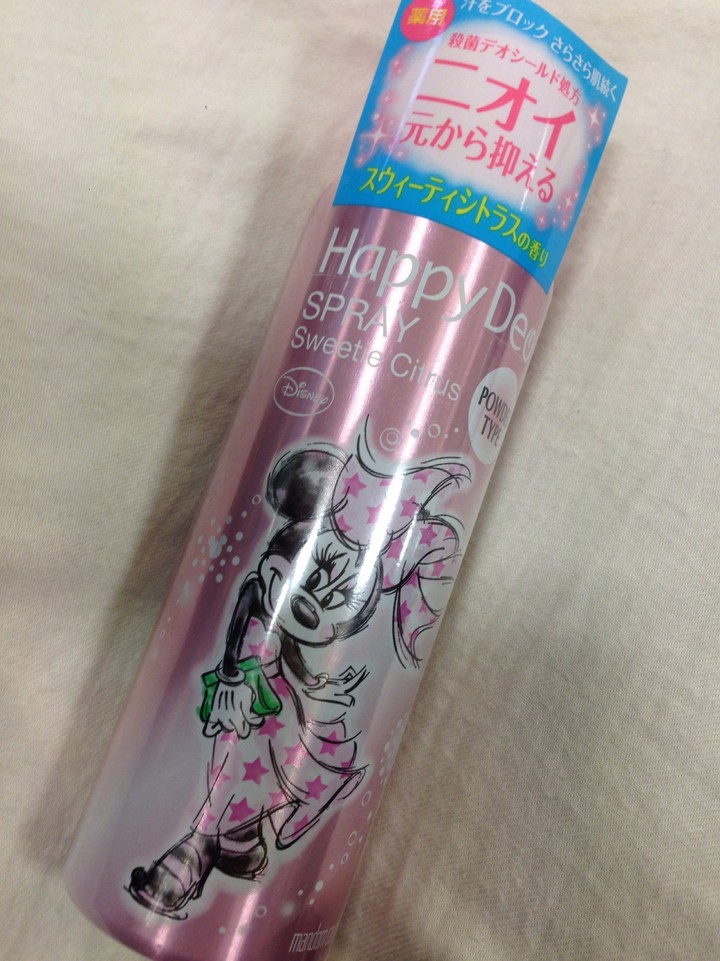 薬用
汗をブロック さらさら肌続く
殺菌デオシールド処方
ニオイ
元から抑える
スウィーティシトラスの香り
Happy Deo
SPRAY
Sweetie Citrus
Disney
POWDER
TYPE
mandom